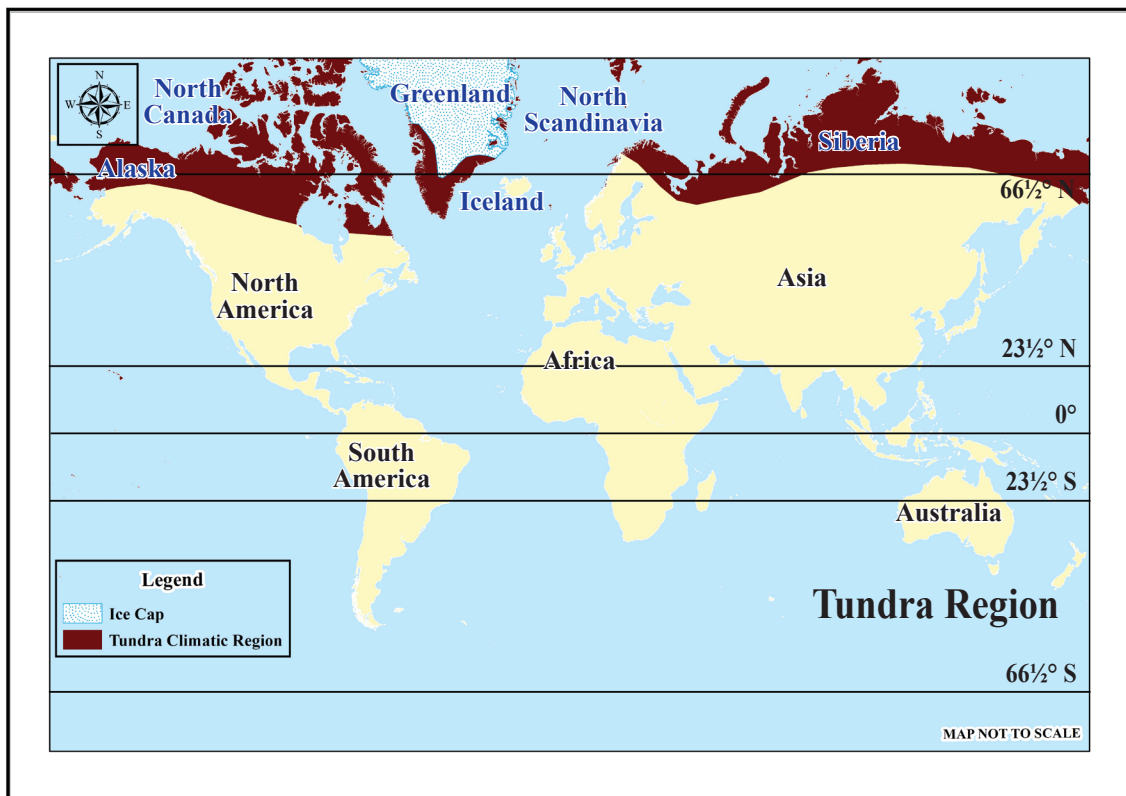 N
W E
S
North
Canada
Greenland
North
Scandinavia
Alaska
Siberia
Iceland
66½° N
North
America
Asia
23½° N
Africa
0°
South
America
23½° S
Australia
Legend
Ice Cap
Tundra Climatic Region
Tundra Region
66½° S
MAP NOT TO SCALE